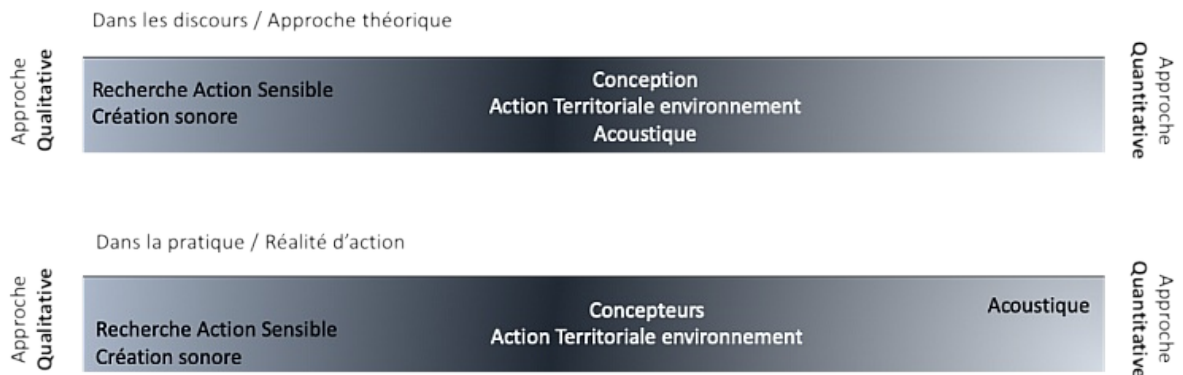 Dans les discours / Approche théorique
Approche
Qualitative
Recherche Action Sensible
Création sonore
Conception
Action Territoriale environnement
Acoustique
Approche
Quantitative
Dans la pratique / Réalité d’action
Approche
Qualitative
Recherche Action Sensible
Création sonore
Concepteurs
Action Territoriale environnement
Acoustique
Approche
Quantitative